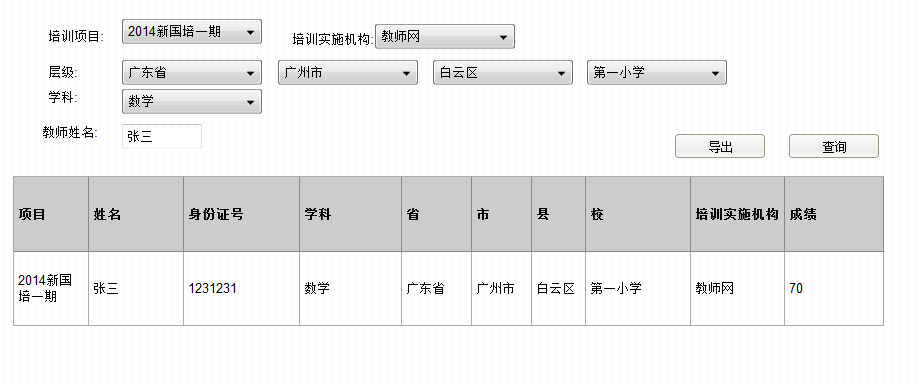 培训项目: 2014新国培一期 培训实施机构: 教师网
层级: 广东省 广州市 白云区 第一小学
学科: 数学
教师姓名: 张三
导出 查询
项目 姓名 身份证号 学科 省 市 县 校 培训实施机构 成绩
2014新国
培一期 张三 1231231 数学 广东省 广州市 白云区 第一小学 教师网 70